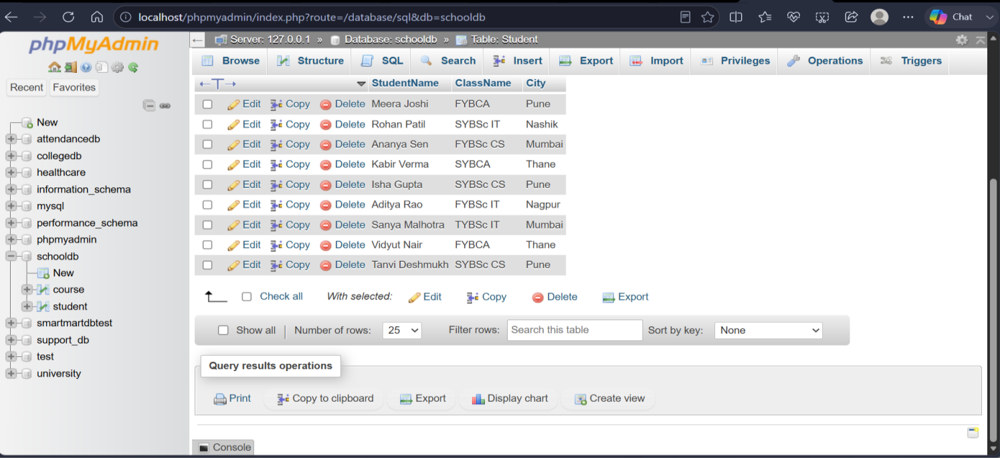 localhost/phpmyadmin/index.php?route=/database/sql&db=schooldb
Chat
phpMyAdmin
Recent Favorites
New
attendancedb
collegedb
healthcare
information_schema
mysql
performance_schema
phpmyadmin
schooldb
New
course
student
smartmartdbtest
support_db
test
university
Server: 127.0.0.1 » Database: schooldb » Table: Student
Browse Structure SQL Search Insert Export Import Privileges Operations Triggers
←T→ StudentName ClassName City
Edit Copy Delete Meera Joshi FYBCA Pune
Edit Copy Delete Rohan Patil SYBSc IT Nashik
Edit Copy Delete Ananya Sen FYBSc CS Mumbai
Edit Copy Delete Kabir Verma SYBCA Thane
Edit Copy Delete Isha Gupta SYBSc CS Pune
Edit Copy Delete Aditya Rao FYBSc IT Nagpur
Edit Copy Delete Sanya Malhotra TYBSc IT Mumbai
Edit Copy Delete Vidyut Nair FYBCA Thane
Edit Copy Delete Tanvi Deshmukh SYBSc CS Pune
Check all With selected: Edit Copy Delete Export
Show all | Number of rows: 25 Filter rows: Search this table Sort by key: None
Query results operations
Print Copy to clipboard Export Display chart Create view
Console